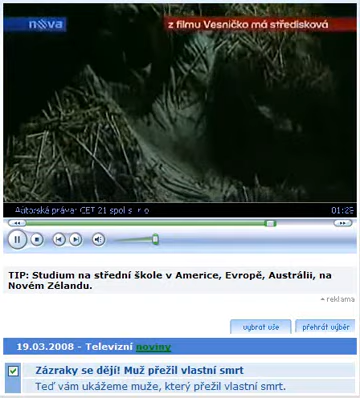 nova
z filmu Vesničko má středisková
Autorská práva: CET 21 spol s. r. o.
01:26
TIP: Studium na střední škole v Americe, Evropě, Austrálii, na
Novém Zélandu.
reklama
vybrat vše
přehrát výběr
19.03.2008 - Televizní noviny
Zázraky se dějí! Muž přežil vlastní smrt
Teď vám ukážeme muže, který přežil vlastní smrt.